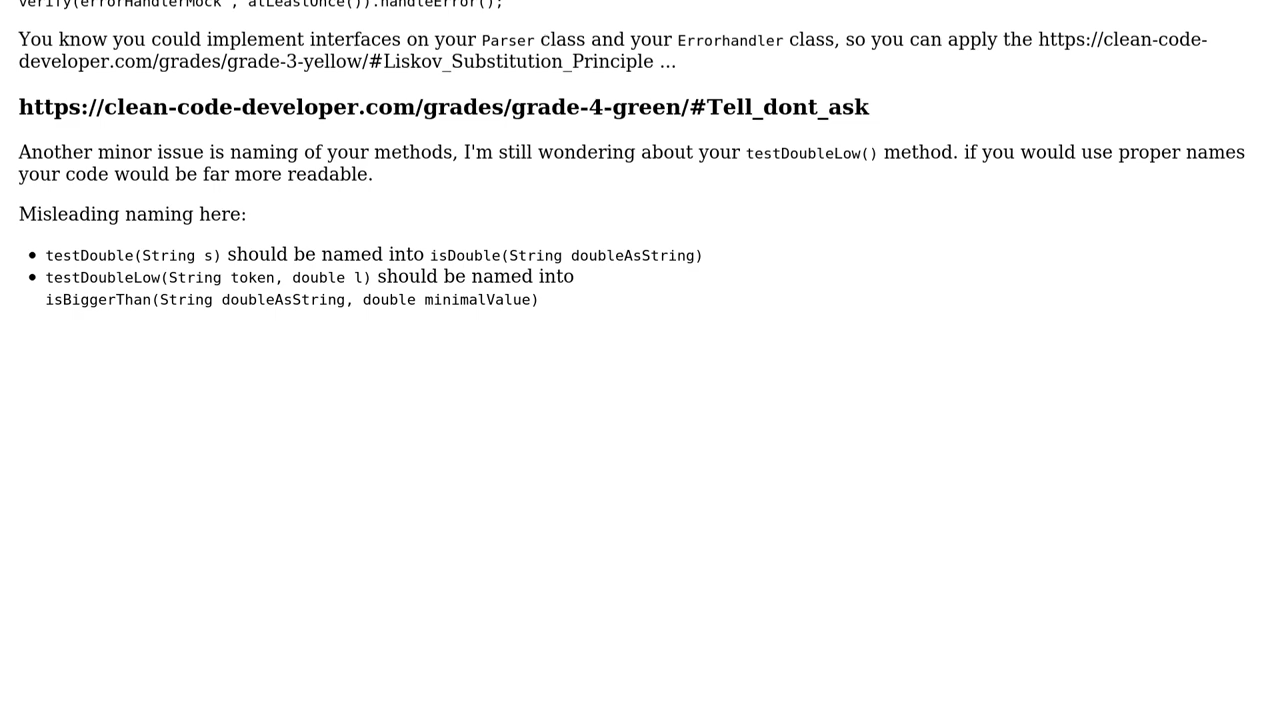 verify(errorHandlerMock , atLeastOnce()).handleError();
You know you could implement interfaces on your Parser class and your Errorhandler class, so you can apply the https://clean-code-
developer.com/grades/grade-3-yellow/#Liskov_Substitution_Principle ...
https://clean-code-developer.com/grades/grade-4-green/#Tell_dont_ask
Another minor issue is naming of your methods, I'm still wondering about your testDoubleLow() method. if you would use proper names
your code would be far more readable.
Misleading naming here:
• testDouble(String s) should be named into isDouble(String doubleAsString)
• testDoubleLow(String token, double l) should be named into
isBiggerThan(String doubleAsString, double minimalValue)